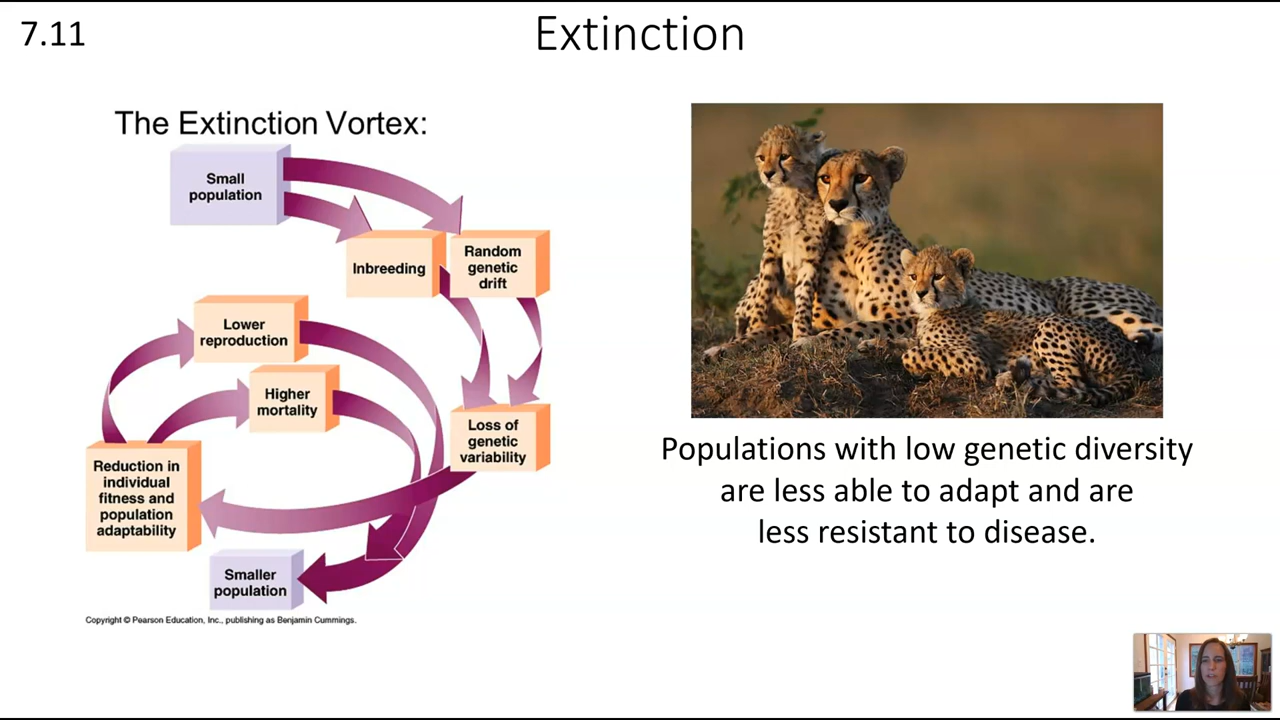 7.11
Extinction
The Extinction Vortex:
Small
population
Inbreeding
Random
genetic
drift
Lower
reproduction
Higher
mortality
Loss of
genetic
variability
Reduction in
individual
fitness and
population
adaptability
Smaller
population
Copyright © Pearson Education, Inc., publishing as Benjamin Cummings.
Populations with low genetic diversity
are less able to adapt and are
less resistant to disease.